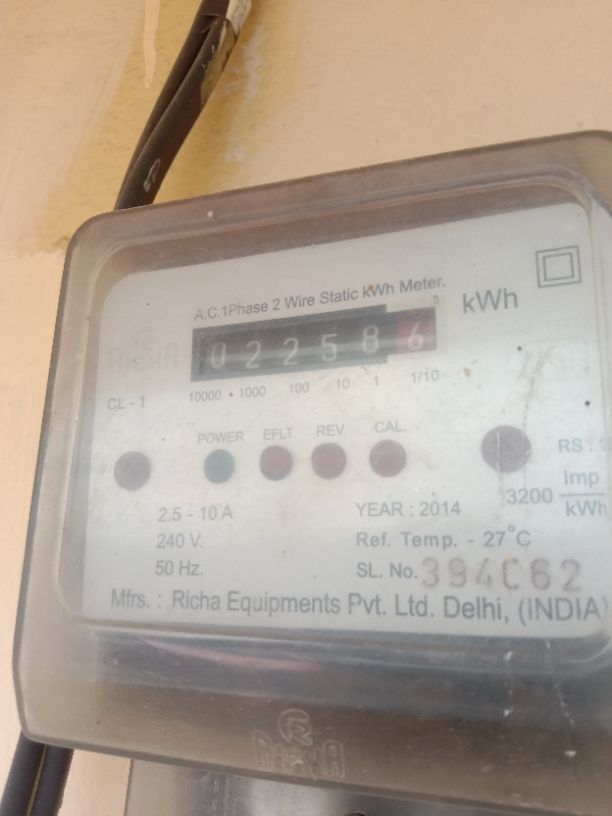 A.C.1Phase 2 Wire Static kWh Meter.
kWh
022586
10000 1000 100 10 1 1/10
CL - 1
POWER EFLT REV. CAL.
RS
3200 Imp/kWh
2.5 - 10 A
YEAR : 2014
240 V.
Ref. Temp. - 27°C
50 Hz.
SL. No. 394C62
Mfrs. : Richa Equipments Pvt. Ltd. Delhi, (INDIA)